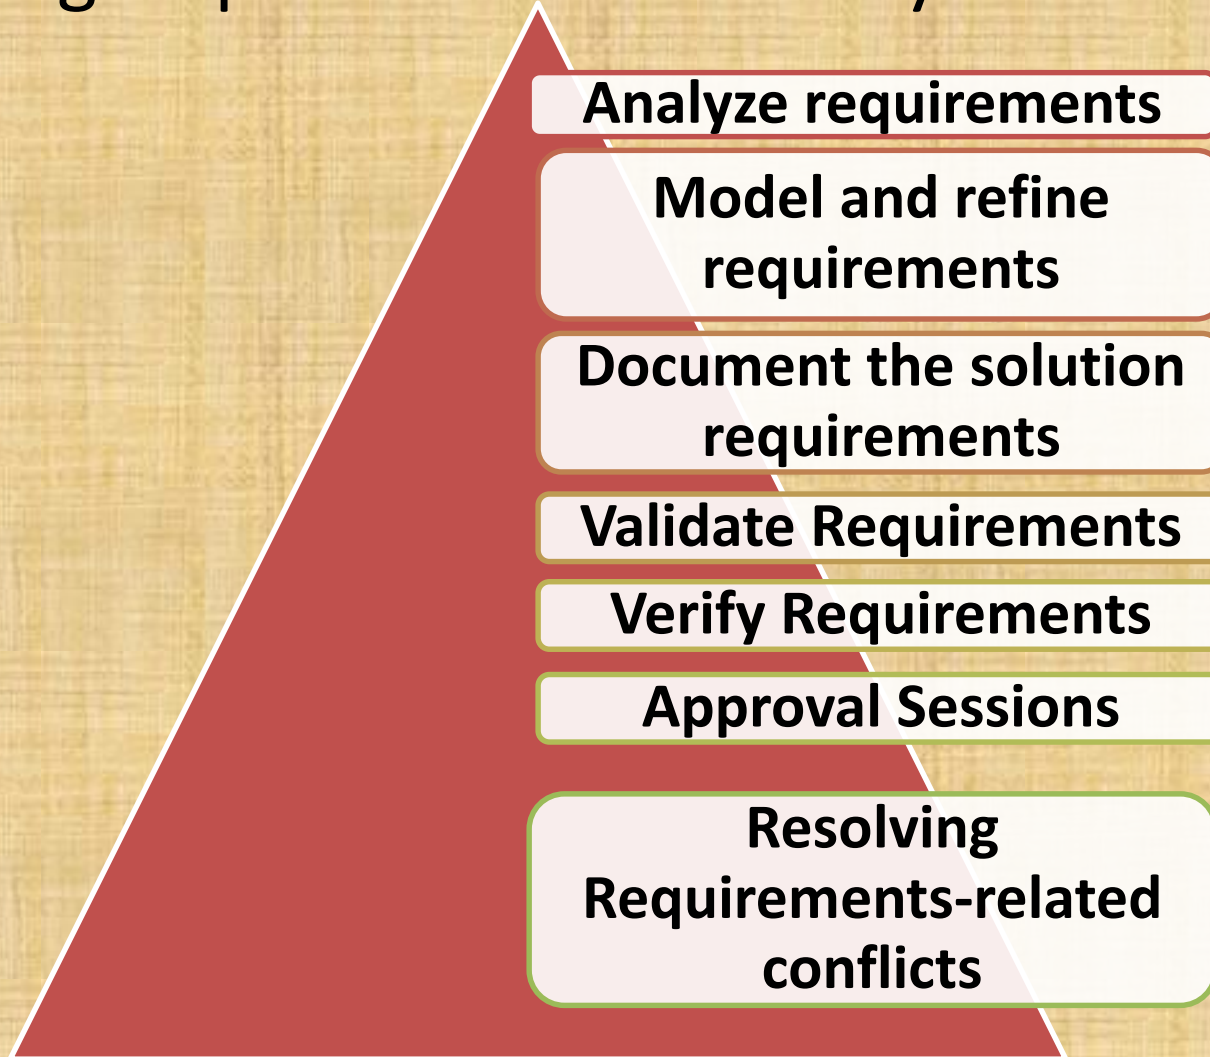 Analyze requirements
Model and refine
requirements
Document the solution
requirements
Validate Requirements
Verify Requirements
Approval Sessions
Resolving
Requirements-related
conflicts